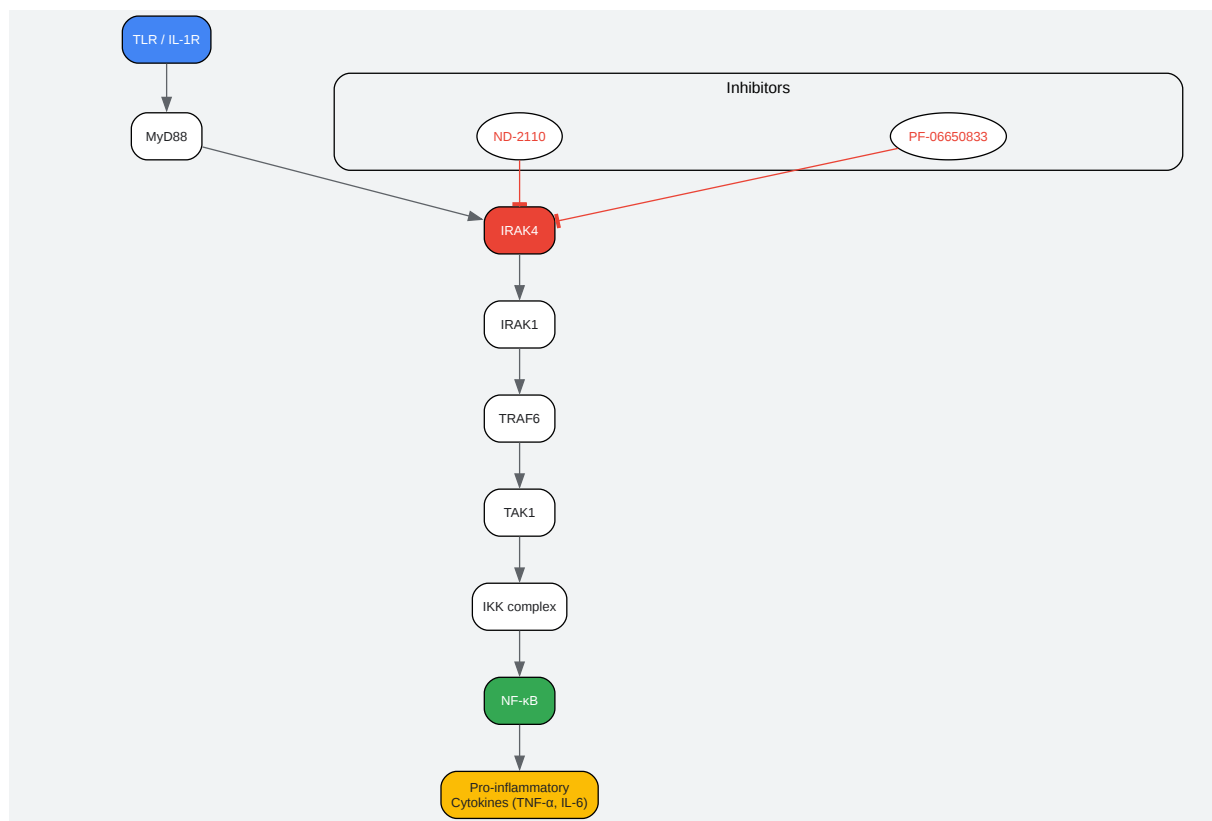 TLR / IL-1R
Inhibitors
MyD88
ND-2110
PF-06650833
IRAK4
IRAK1
TRAF6
TAK1
IKK complex
NF-κB
Pro-inflammatory
Cytokines (TNF-α, IL-6)